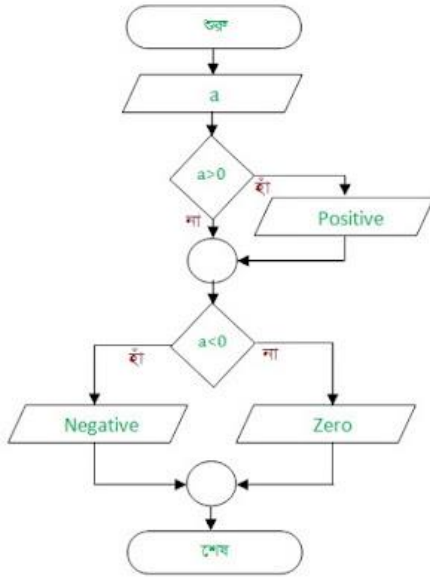 শুরু
a
a>0
হাঁ
না
Positive
a<0
হাঁ
না
Negative
Zero
শেষ